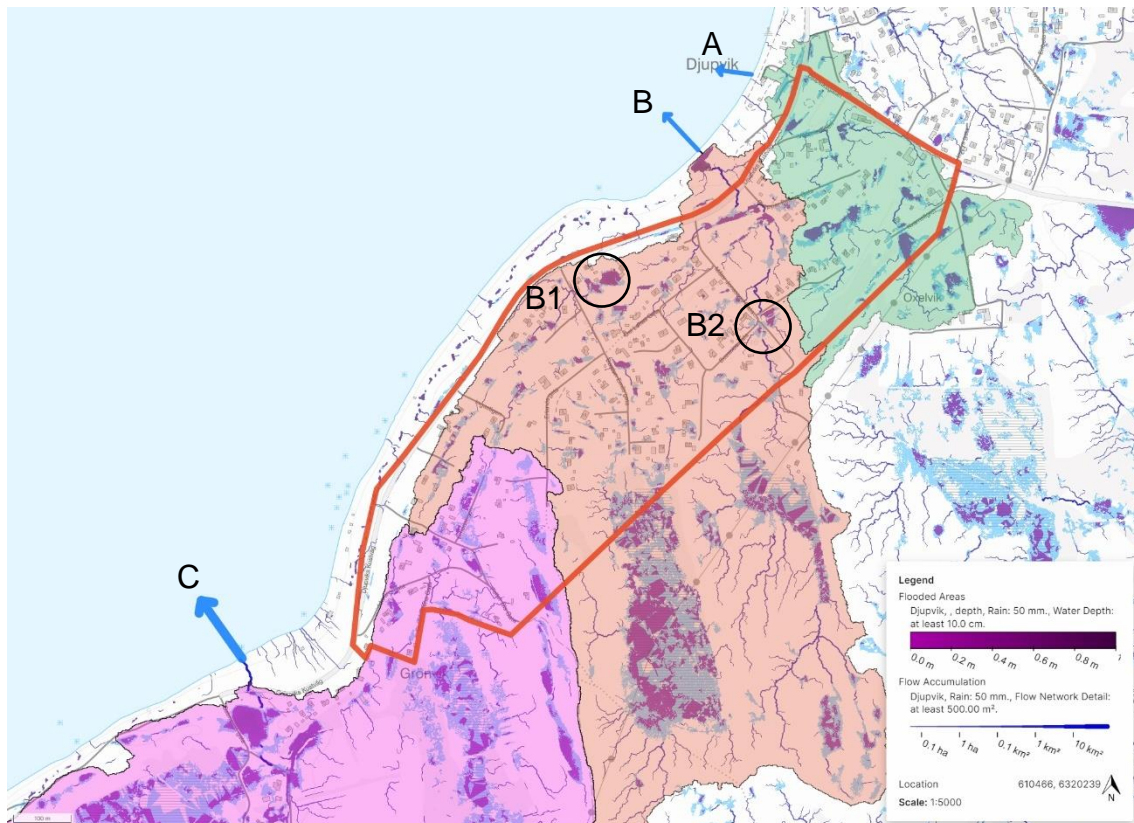 A
Djupvik
B
B1
B2
Oxelvik
C
Legend
Flooded Areas
Djupvik, , depth, Rain: 50 mm., Water Depth:
at least 10.0 cm.
0.0 m 0.2 m 0.4 m 0.6 m 0.8 m 1
Flow Accumulation
Djupvik, Rain: 50 mm., Flow Network Detail:
at least 500.00 m².
0.1 ha 1 ha 0.1 km² 1 km² 10 km²
Location 610466, 6320239
N
Scale: 1:5000
100 m